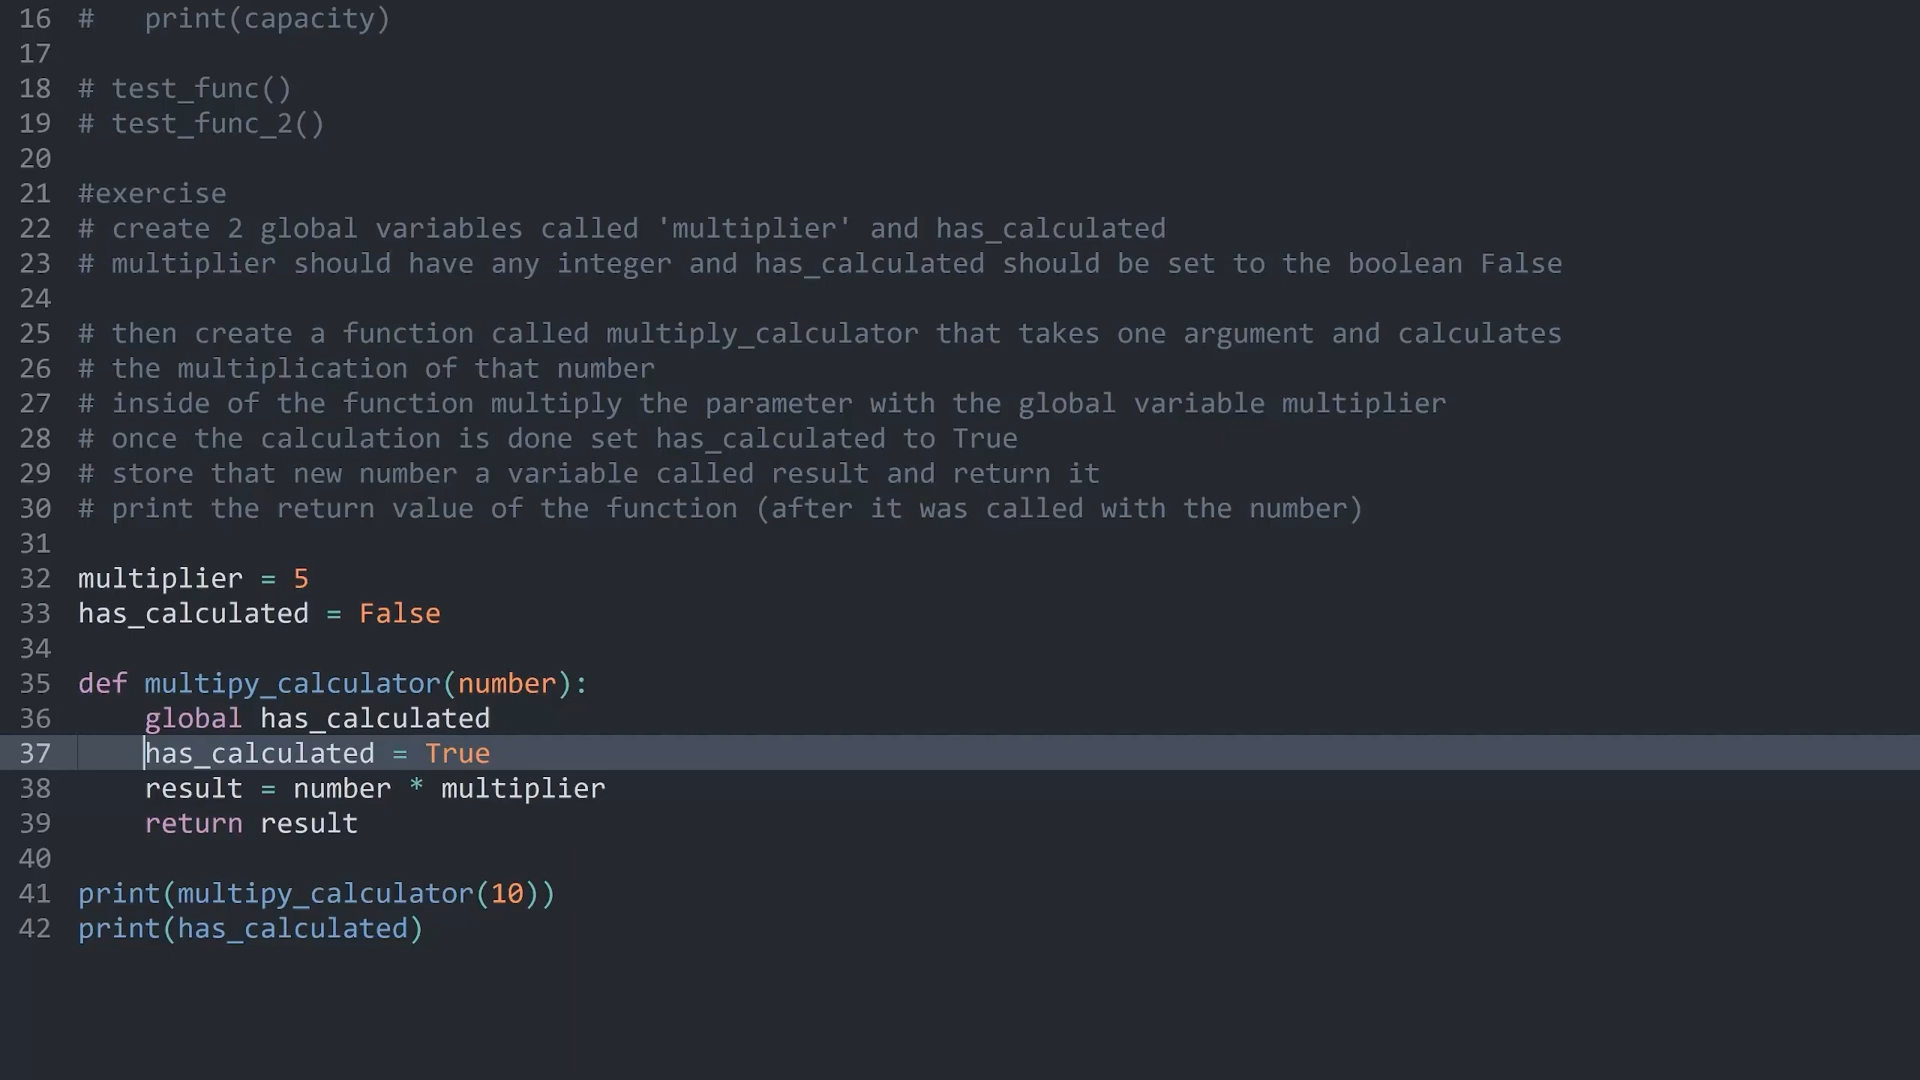 16 #   print(capacity)
17
18 # test_func()
19 # test_func_2()
20
21 #exercise
22 # create 2 global variables called 'multiplier' and has_calculated
23 # multiplier should have any integer and has_calculated should be set to the boolean False
24
25 # then create a function called multiply_calculator that takes one argument and calculates
26 # the multiplication of that number
27 # inside of the function multiply the parameter with the global variable multiplier
28 # once the calculation is done set has_calculated to True
29 # store that new number a variable called result and return it
30 # print the return value of the function (after it was called with the number)
31
32 multiplier = 5
33 has_calculated = False
34
35 def multipy_calculator(number):
36     global has_calculated
37     has_calculated = True
38     result = number * multiplier
39     return result
40
41 print(multipy_calculator(10))
42 print(has_calculated)